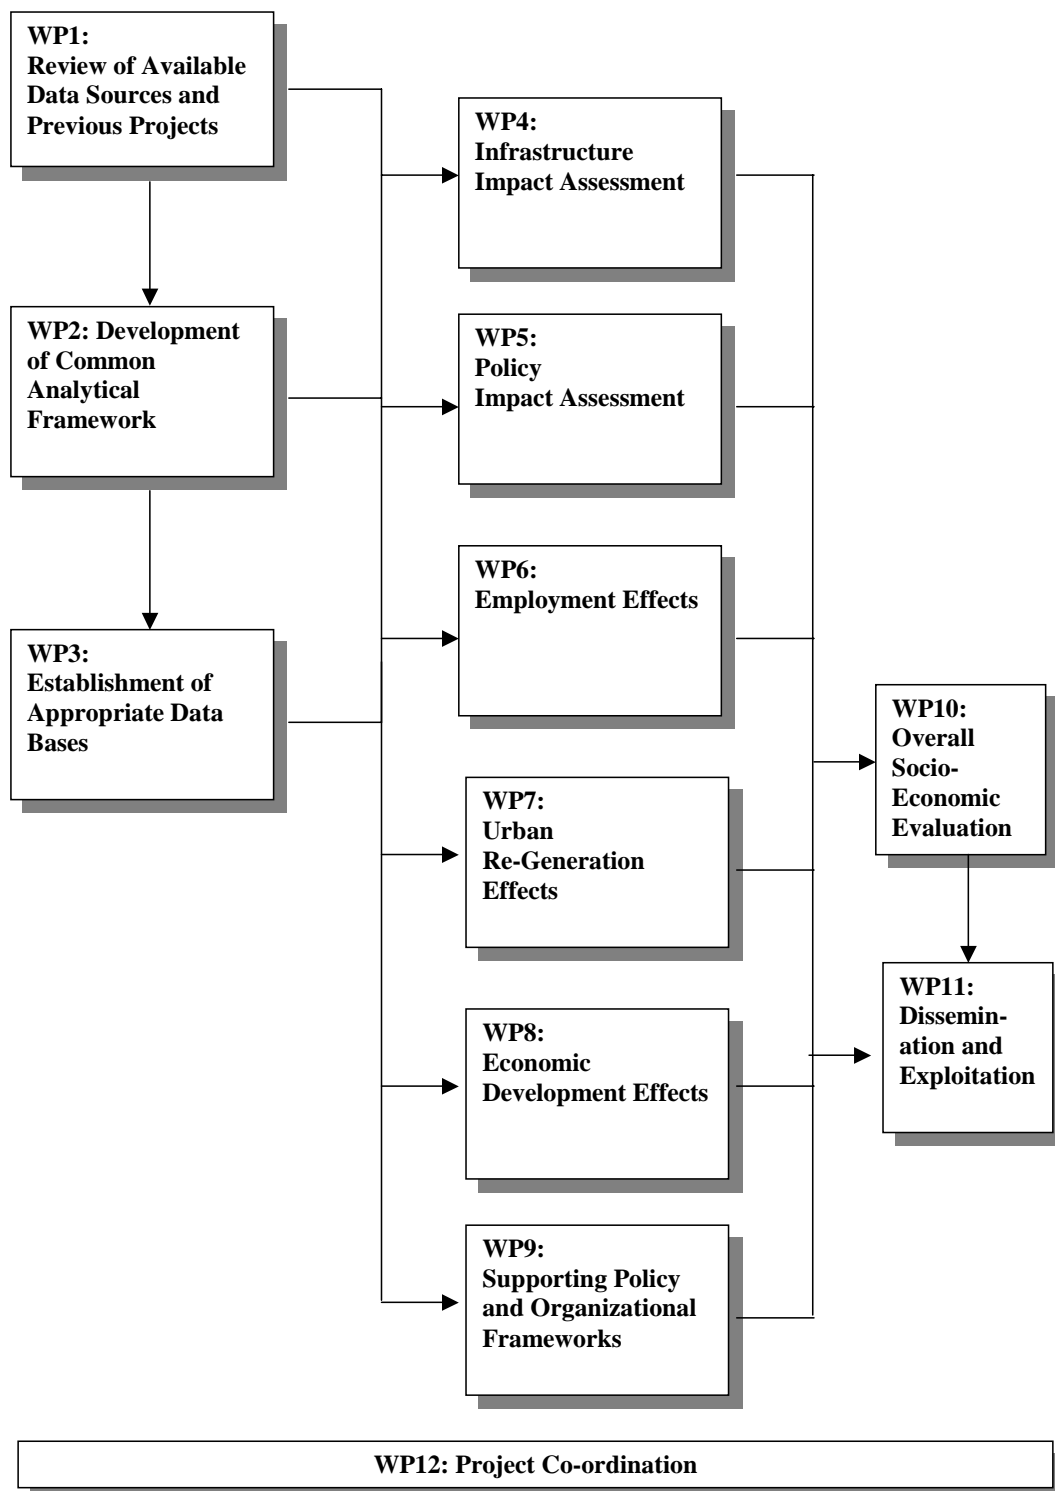 WP1:
Review of Available
Data Sources and
Previous Projects
WP2: Development
of Common
Analytical
Framework
WP3:
Establishment of
Appropriate Data
Bases
WP4:
Infrastructure
Impact Assessment
WP5:
Policy
Impact Assessment
WP6:
Employment Effects
WP7:
Urban
Re-Generation
Effects
WP8:
Economic
Development Effects
WP9:
Supporting Policy
and Organizational
Frameworks
WP10:
Overall
Socio-
Economic
Evaluation
WP11:
Dissemin-
ation and
Exploitation
WP12: Project Co-ordination